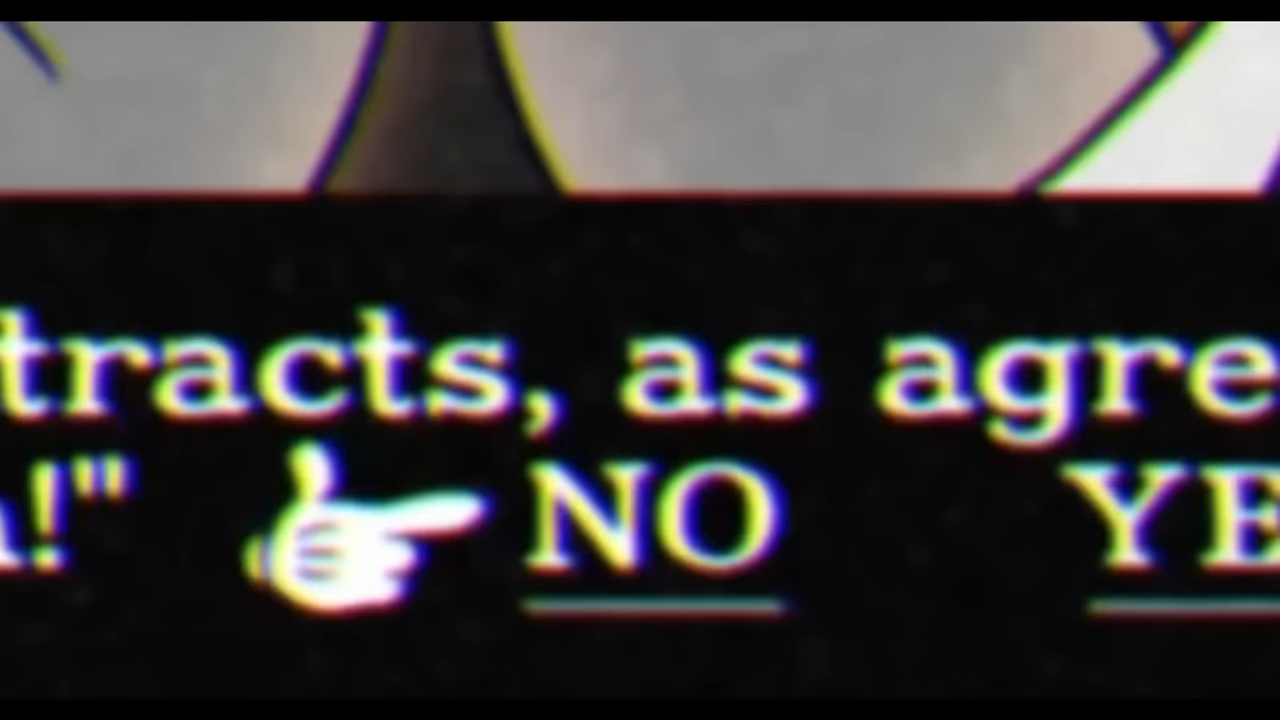 tracts, as agre
!" NO YE